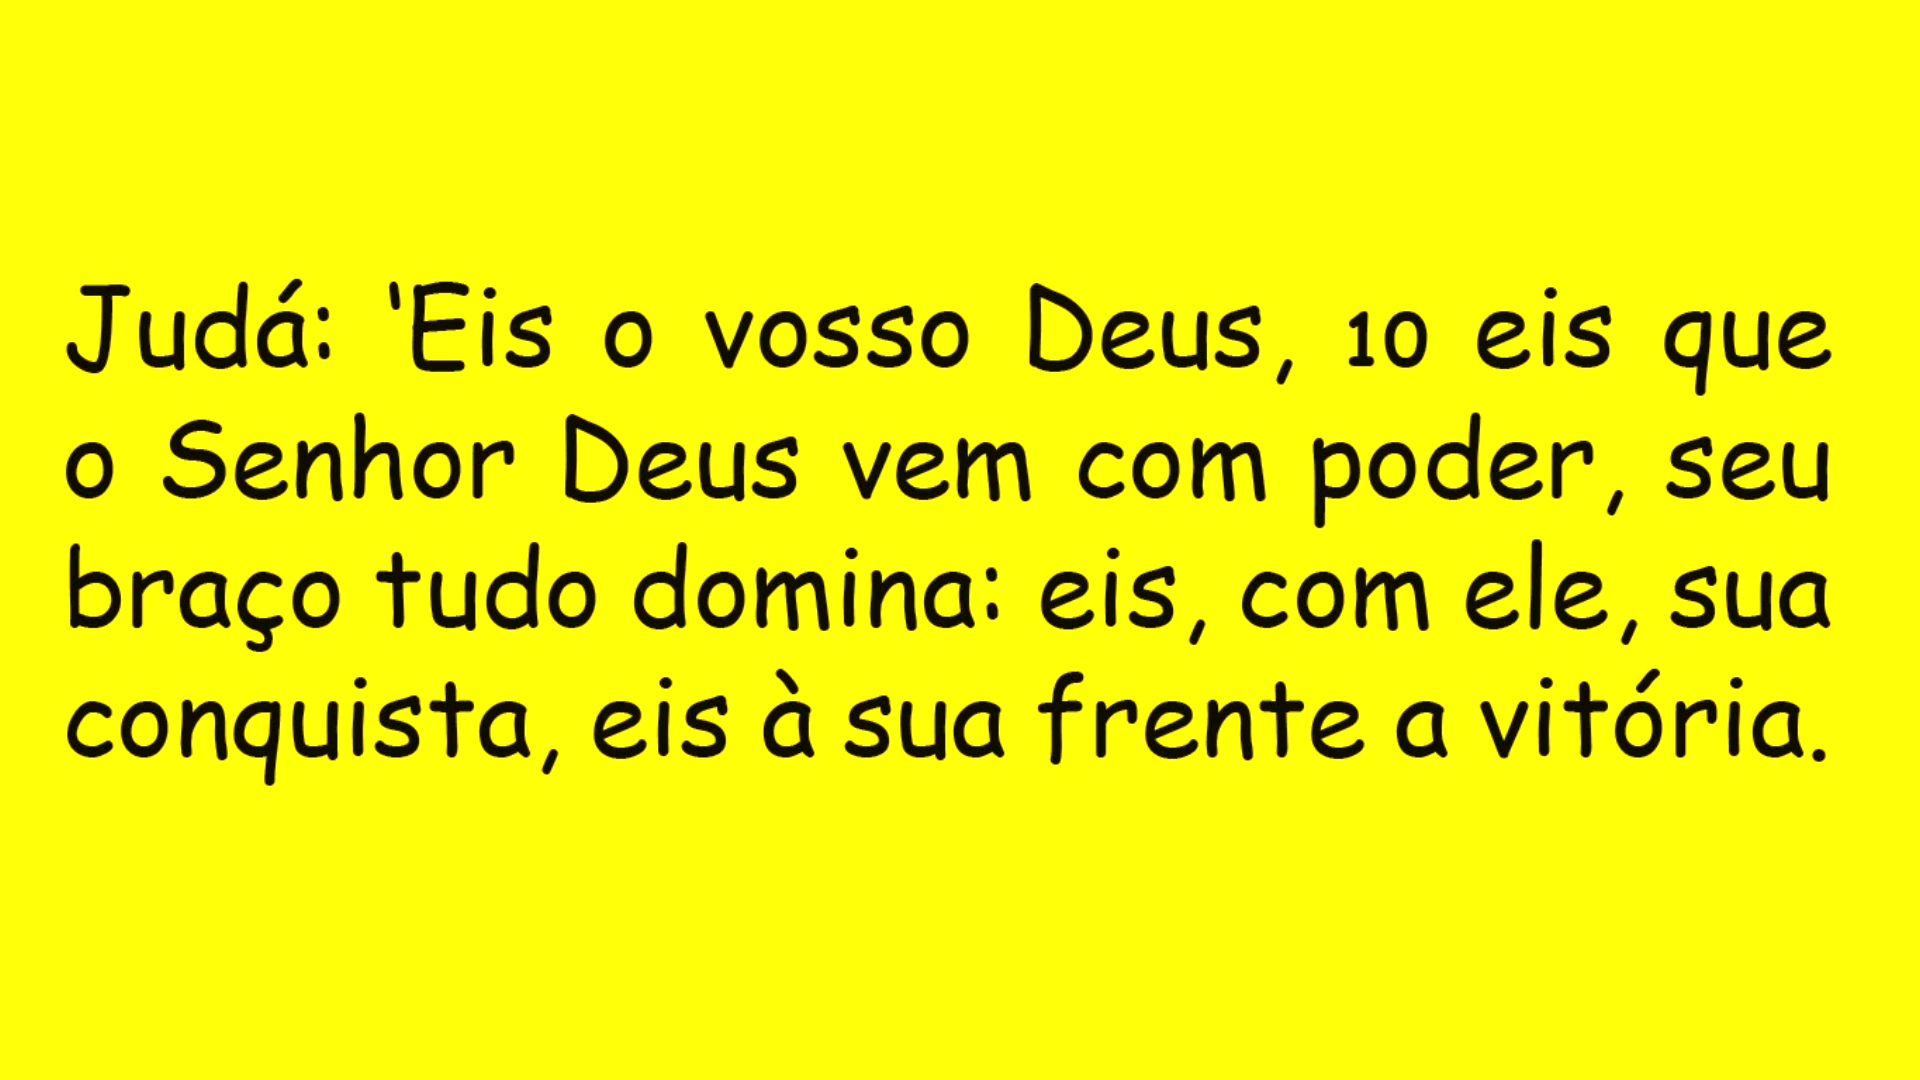 Judá: ‘Eis o vosso Deus, 10 eis que
o Senhor Deus vem com poder, seu
braço tudo domina: eis, com ele, sua
conquista, eis à sua frente a vitória.